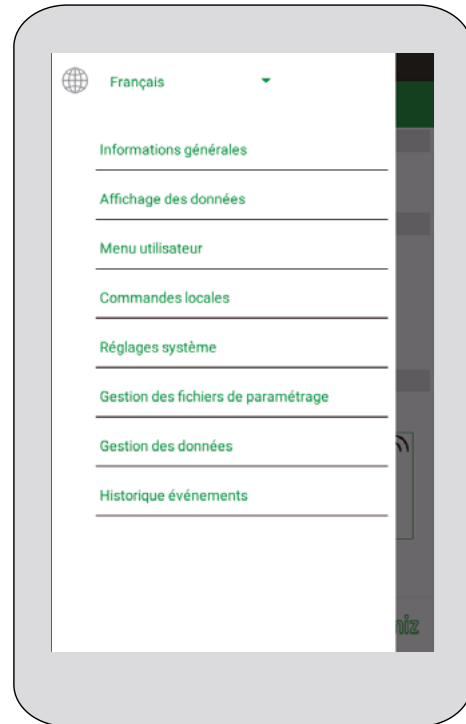 Français
Informations générales
Affichage des données
Menu utilisateur
Commandes locales
Réglages système
Gestion des fichiers de paramétrage
Gestion des données
Historique événements